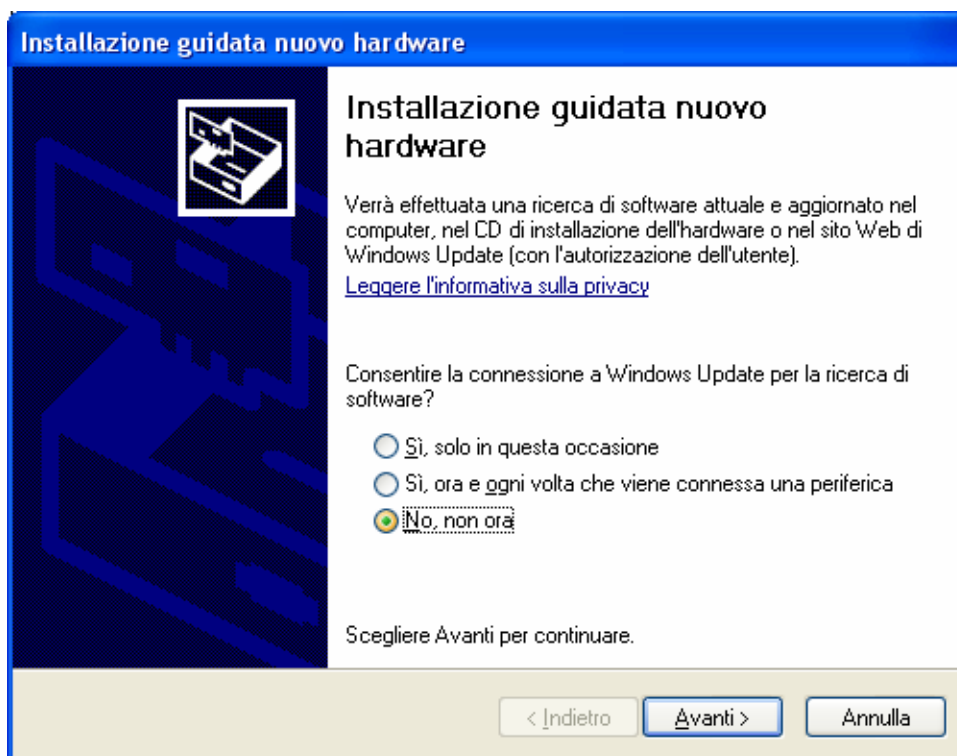 Installazione guidata nuovo hardware
Installazione guidata nuovo
hardware
Verrà effettuata una ricerca di software attuale e aggiornato nel
computer, nel CD di installazione dell'hardware o nel sito Web di
Windows Update (con l'autorizzazione dell'utente).
Leggere l'informativa sulla privacy
Consentire la connessione a Windows Update per la ricerca di
software?
Sì, solo in questa occasione
Sì, ora e ogni volta che viene connessa una periferica
No, non ora
Scegliere Avanti per continuare.
< Indietro
Avanti >
Annulla